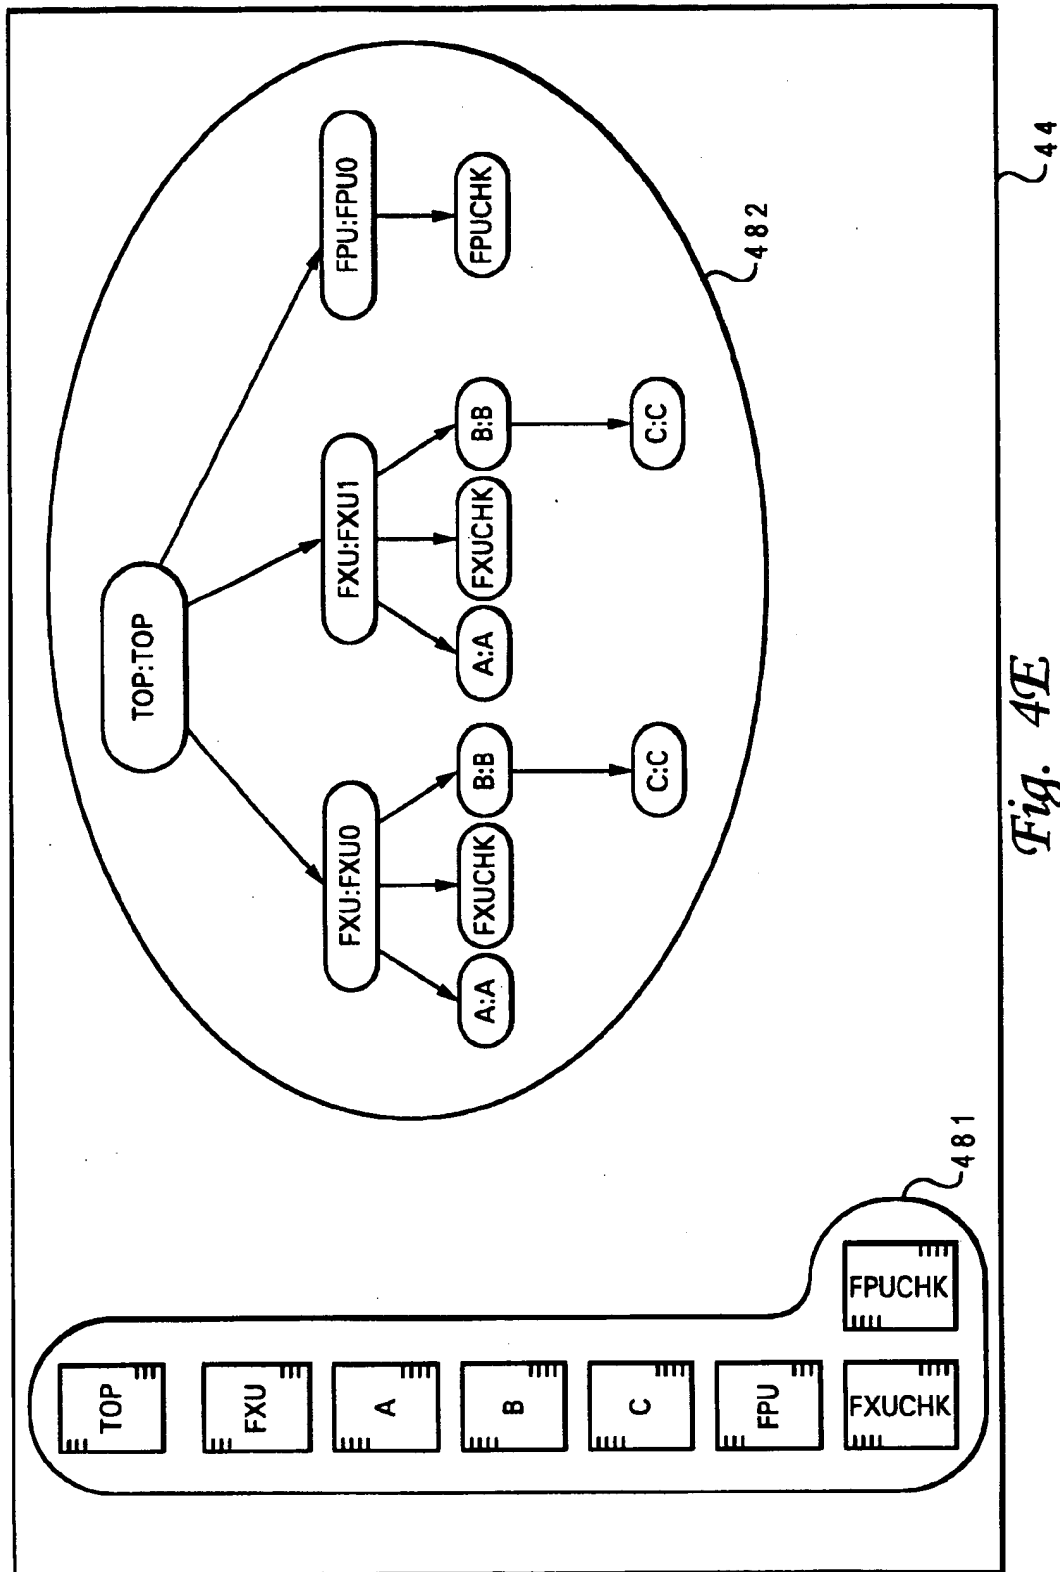 TOP
FXU
A
B
C
FPU
FXUCHK
FPUCHK
481
TOP:TOP
FXU:FXU0
FXU:FXU1
FPU:FPU0
A:A
FXUCHK
B:B
A:A
FXUCHK
B:B
FPUCHK
C:C
C:C
482
44
Fig. 4E